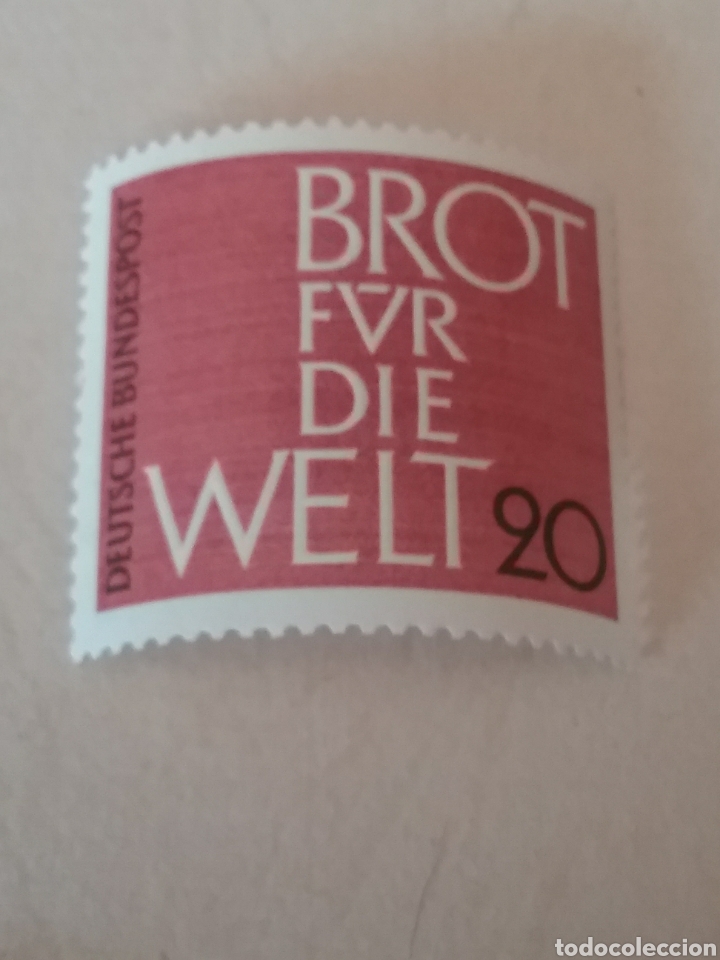 DEUTSCHE BUNDESPOST
BROT
FVR
DIE
WELT
20
todocoleccion